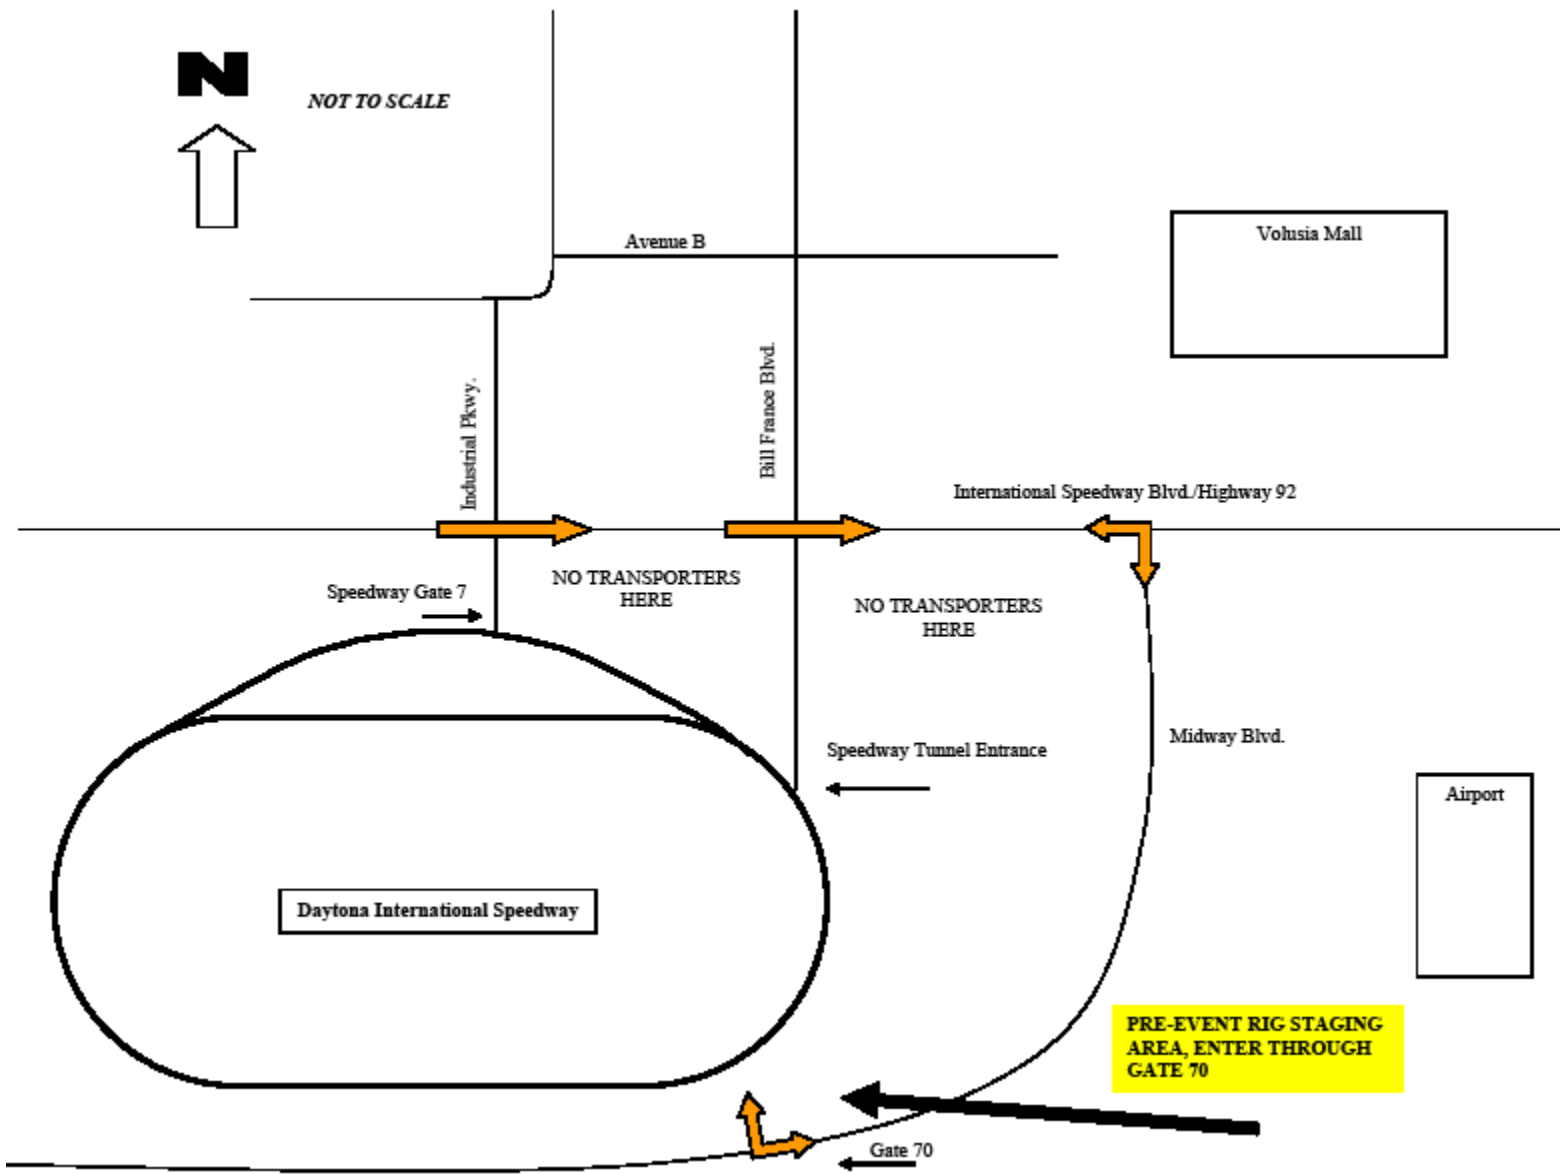 N
NOT TO SCALE
Avenue B
Volusia Mall
Industrial Pkwy.
Bill France Blvd.
International Speedway Blvd./Highway 92
NO TRANSPORTERS
HERE
Speedway Gate 7
NO TRANSPORTERS
HERE
Speedway Tunnel Entrance
Midway Blvd.
Airport
Daytona International Speedway
PRE-EVENT RIG STAGING
AREA, ENTER THROUGH
GATE 70
Gate 70